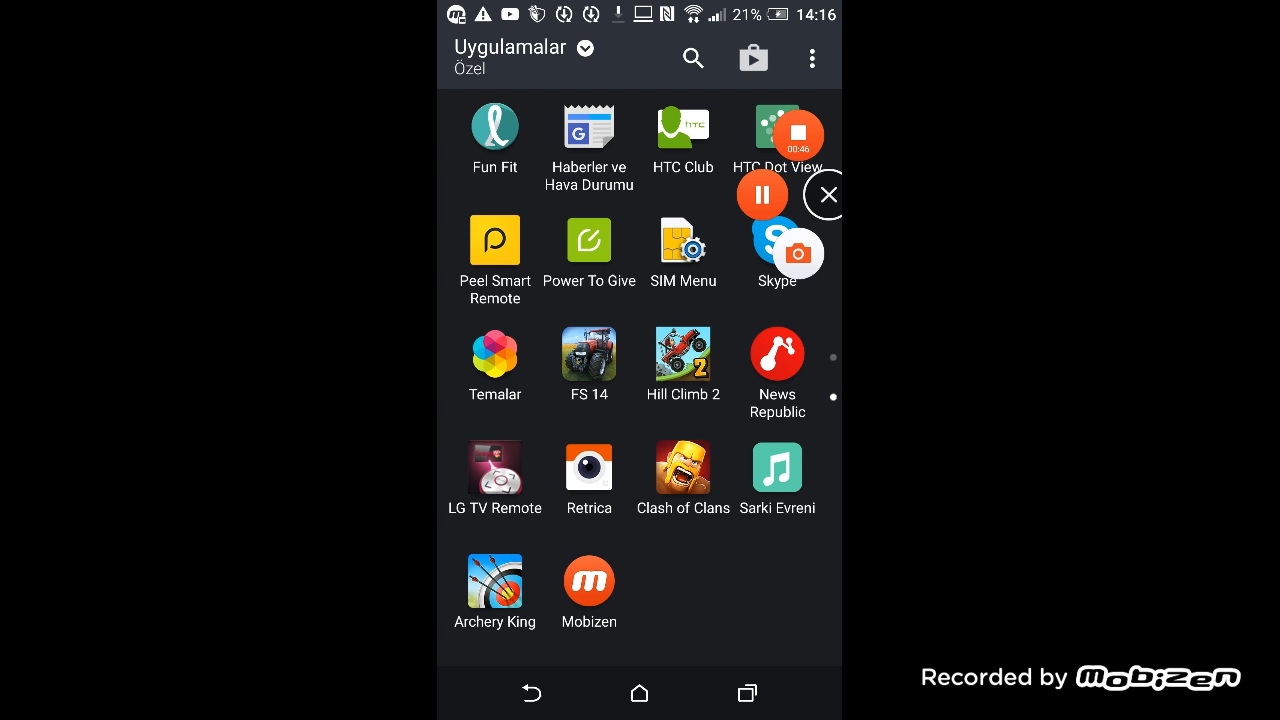 21% 14:16
Uygulamalar
Özel
00:46
Fun Fit
Haberler ve
Hava Durumu
G
HTC Club
htc
HTC Dot View
Peel Smart
Remote
Power To Give
SIM Menu
Skype
S
Temalar
FS 14
Hill Climb 2
2
News
Republic
LG TV Remote
Retrica
Clash of Clans
Sarki Evreni
Archery King
Mobizen
m
Recorded by mobizen